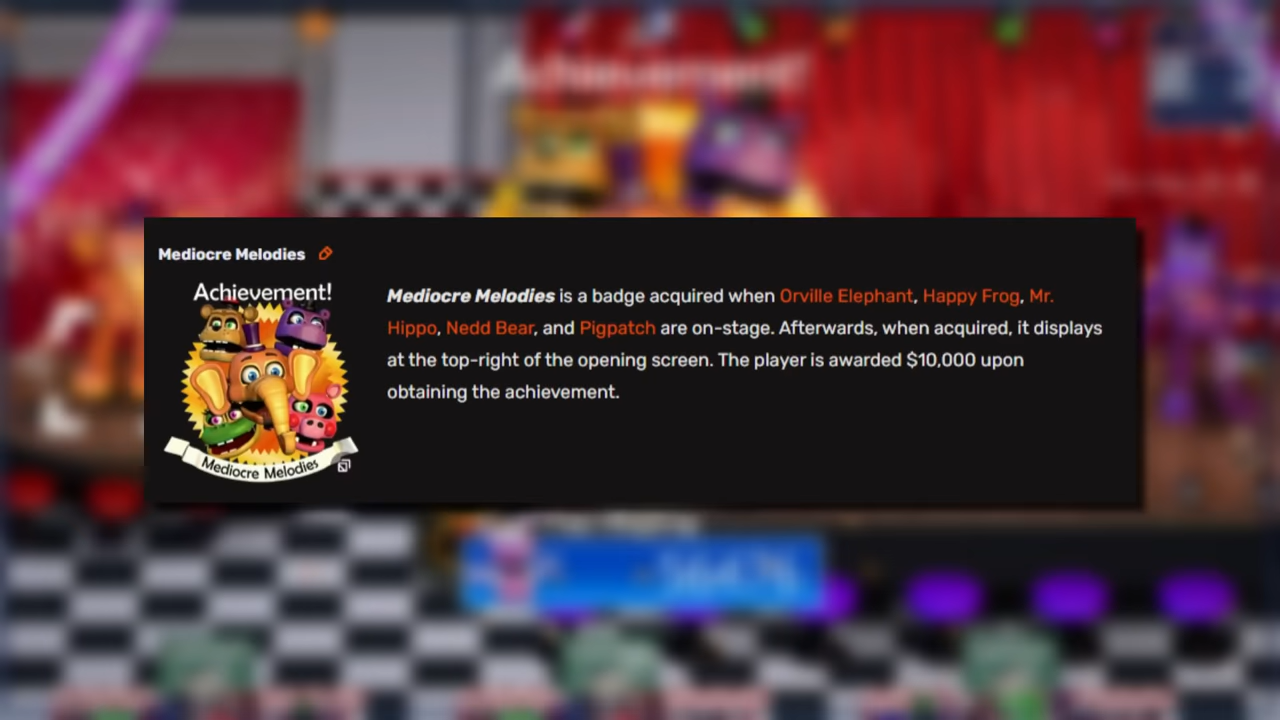 Achievement!
Mediocre Melodies
Achievement!
Mediocre Melodies
Mediocre Melodies is a badge acquired when Orville Elephant, Happy Frog, Mr.
Hippo, Nedd Bear, and Pigpatch are on-stage. Afterwards, when acquired, it displays
at the top-right of the opening screen. The player is awarded $10,000 upon
obtaining the achievement.